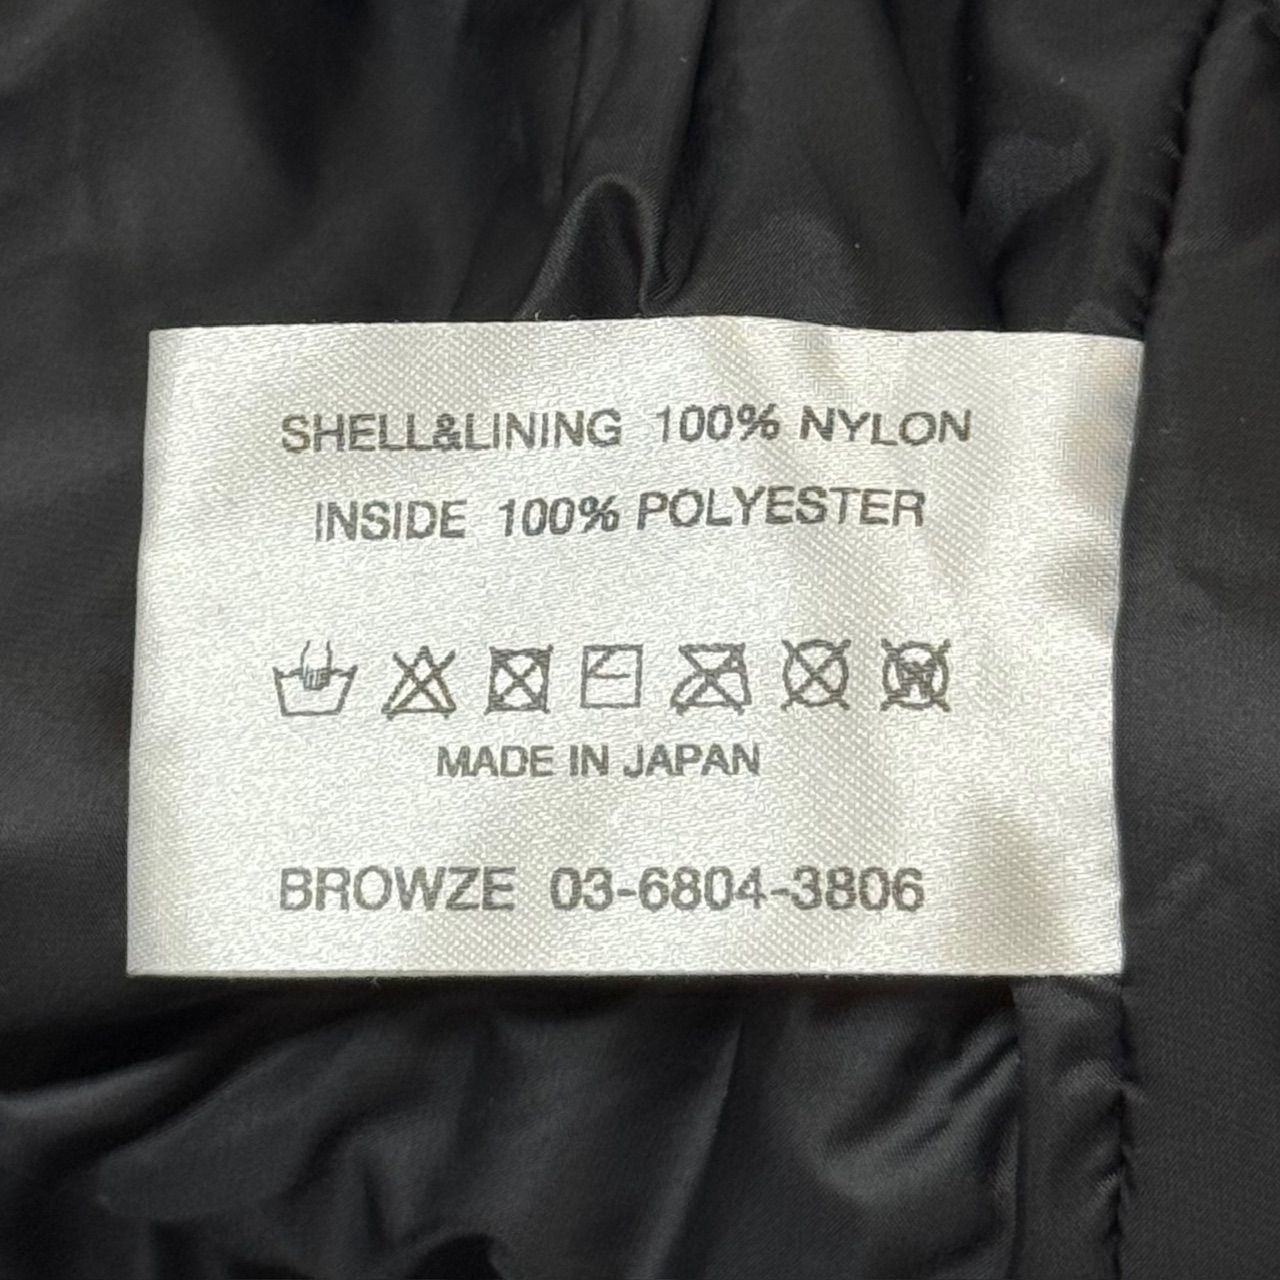 SHELL&LINING 100% NYLON
INSIDE 100% POLYESTER
MADE IN JAPAN
BROWZE 03-6804-3806